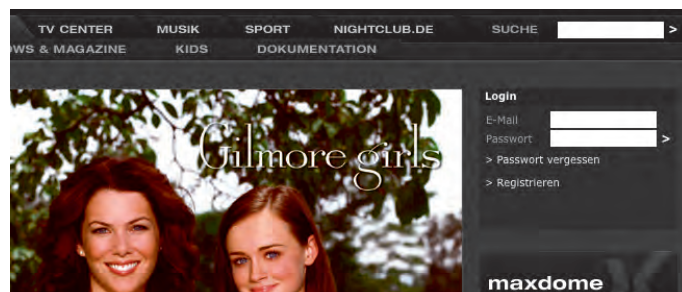 TV CENTER MUSIK SPORT NIGHTCLUB.DE SUCHE >
OWS & MAGAZINE KIDS DOKUMENTATION
Gilmore girls
Login
E-Mail
Passwort >
> Passwort vergessen
> Registrieren
maxdome